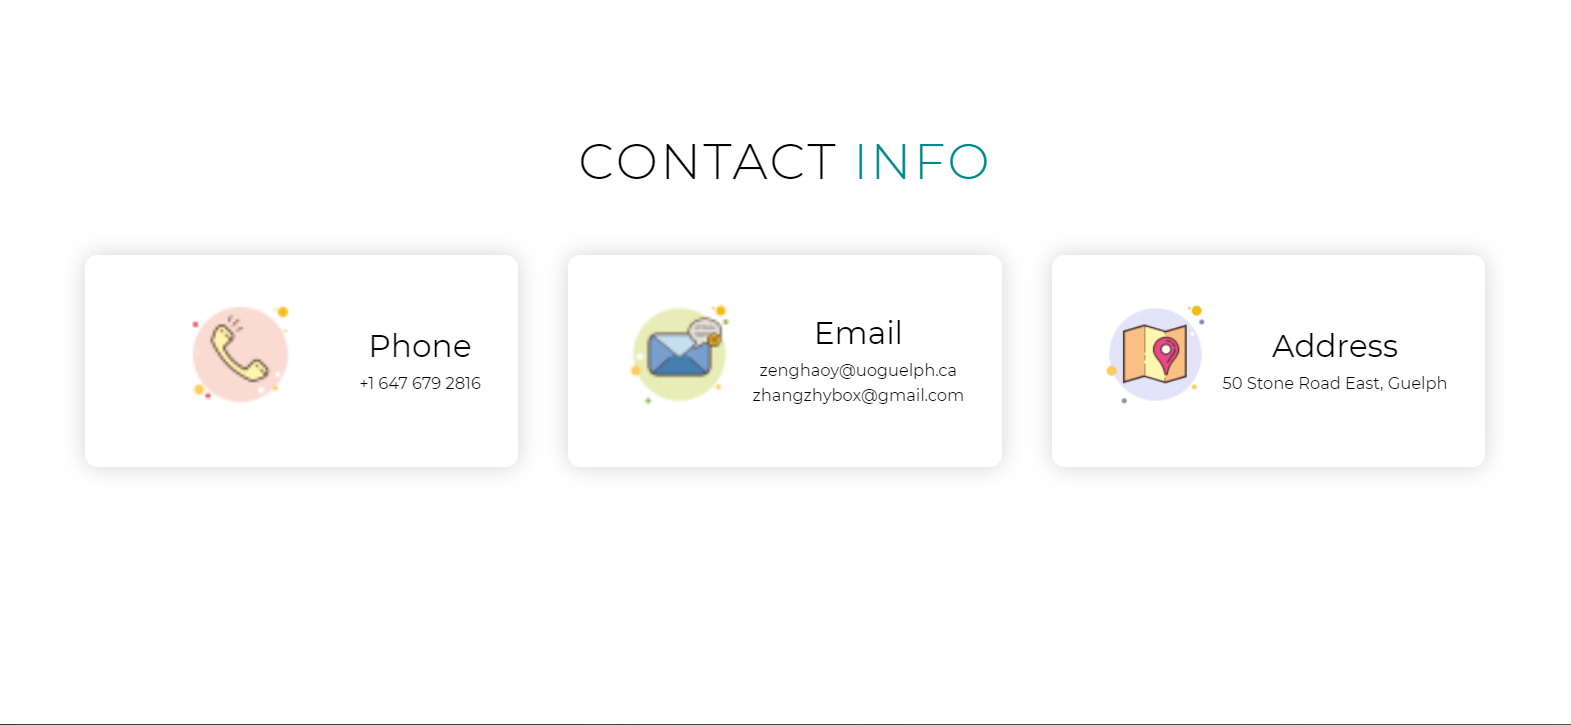 CONTACT INFO
Phone
+1 647 679 2816
Email
zenghaoy@uoguelph.ca
zhangzhybox@gmail.com
Address
50 Stone Road East, Guelph